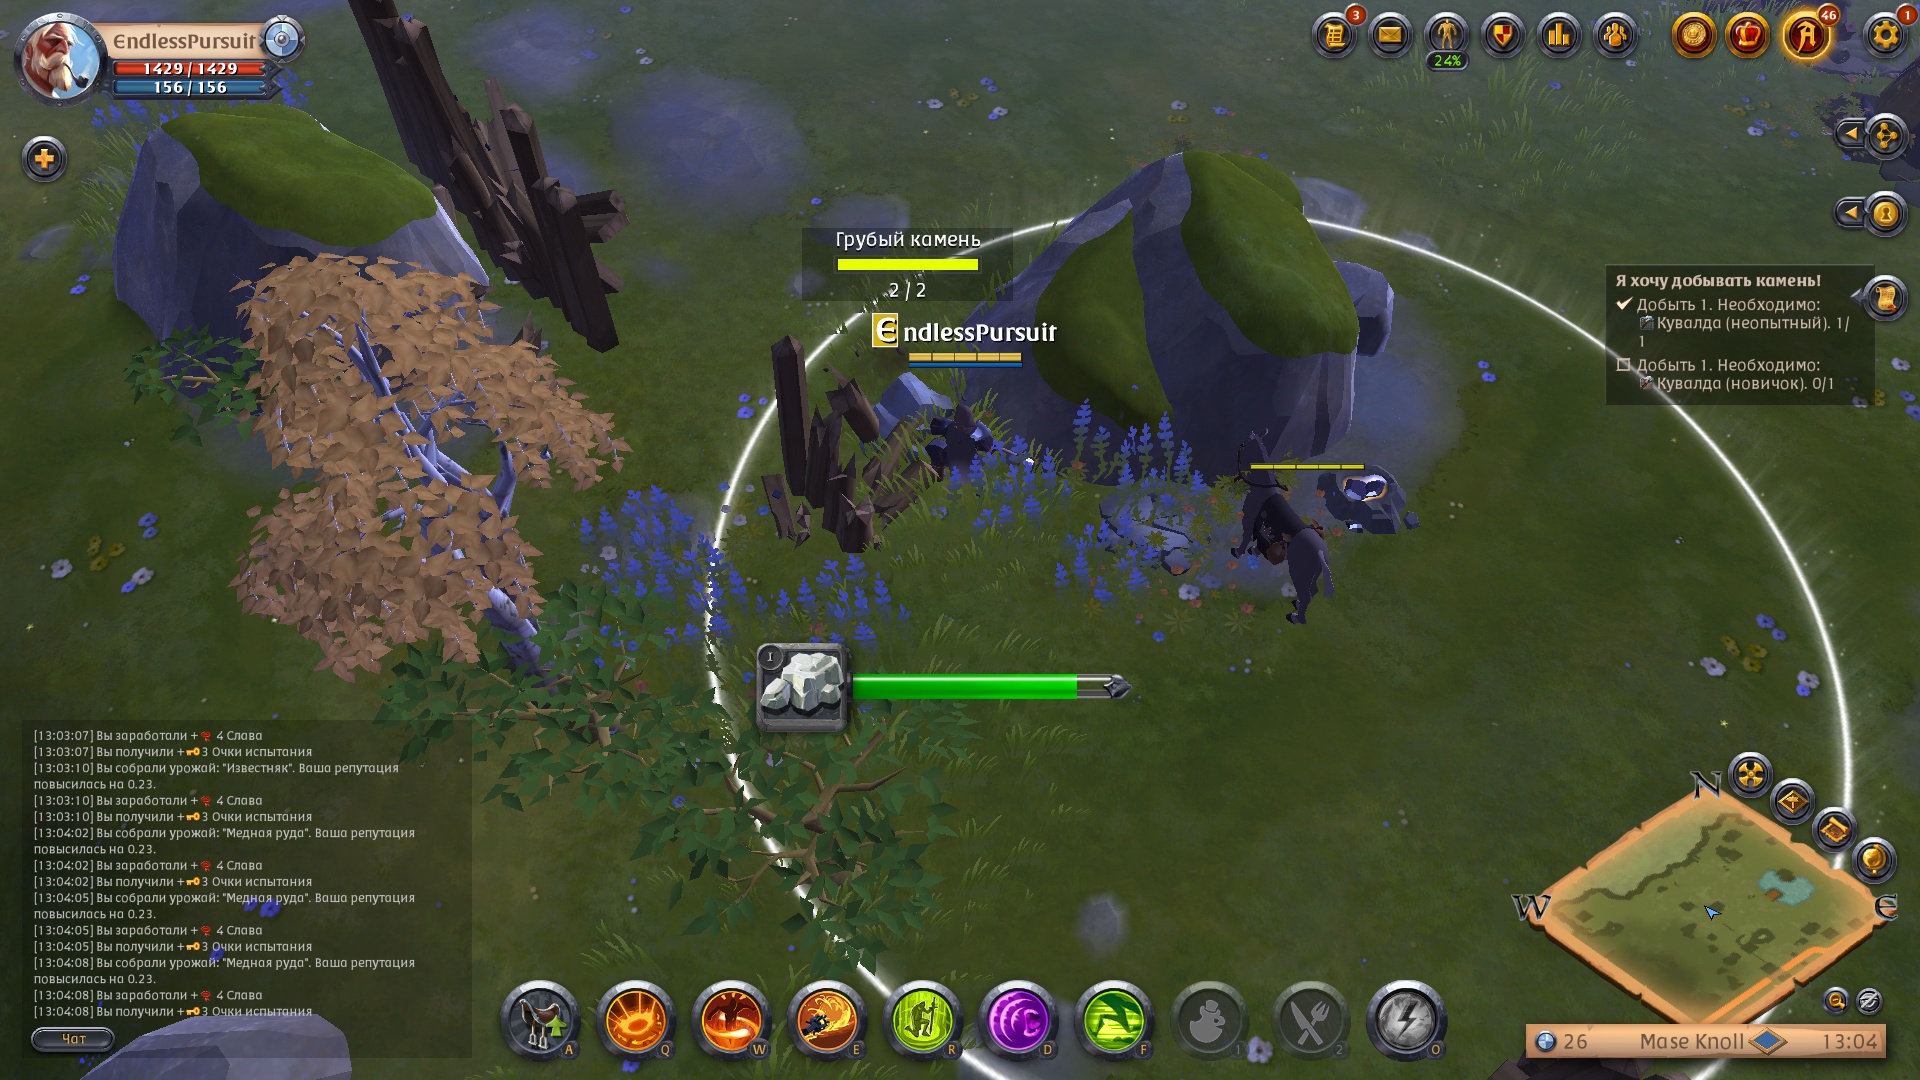 EndlessPursuit
1429 / 1429
156 / 156
3
24%
46
1
Грубый камень
2 / 2
EndlessPursuit
Я хочу добывать камень!
Добыть 1. Необходимо:
Кувалда (неопытный). 1/
1
Добыть 1. Необходимо:
Кувалда (новичок). 0/1
I
[13:03:07] Вы заработали + 4 Слава
[13:03:07] Вы получили + 3 Очки испытания
[13:03:10] Вы собрали урожай: "Известняк". Ваша репутация
повысилась на 0.23.
[13:03:10] Вы заработали + 4 Слава
[13:03:10] Вы получили + 3 Очки испытания
[13:04:02] Вы собрали урожай: "Медная руда". Ваша репутация
повысилась на 0.23.
[13:04:02] Вы заработали + 4 Слава
[13:04:02] Вы получили + 3 Очки испытания
[13:04:05] Вы собрали урожай: "Медная руда". Ваша репутация
повысилась на 0.23.
[13:04:05] Вы заработали + 4 Слава
[13:04:05] Вы получили + 3 Очки испытания
[13:04:08] Вы собрали урожай: "Медная руда". Ваша репутация
повысилась на 0.23.
[13:04:08] Вы заработали + 4 Слава
[13:04:08] Вы получили + 3 Очки испытания
Чат
A Q W E R D F 1 2 O
N
W E
26 Mase Knoll 13:04